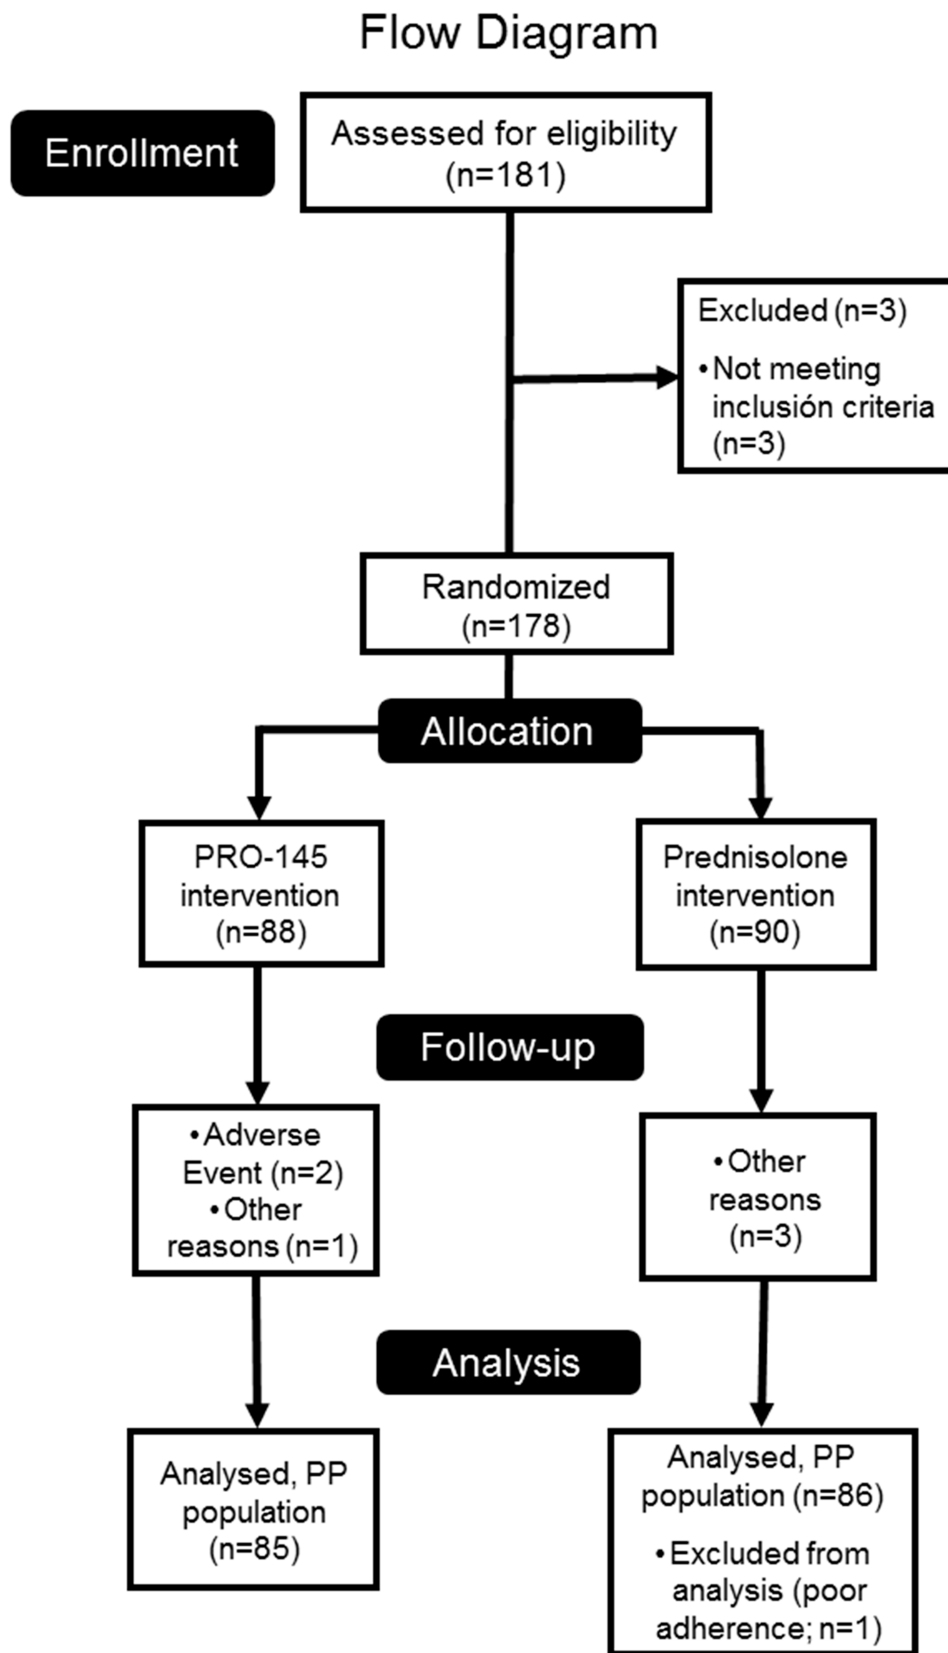 Flow Diagram
Enrollment
Assessed for eligibility
(n=181)
Excluded (n=3)
•Not meeting
inclusión criteria
(n=3)
Randomized
(n=178)
Allocation
PRO-145
intervention
(n=88)
Prednisolone
intervention
(n=90)
Follow-up
•Adverse
Event (n=2)
•Other
reasons (n=1)
•Other
reasons
(n=3)
Analysis
Analysed, PP
population
(n=85)
Analysed, PP
population (n=86)
•Excluded from
analysis (poor
adherence; n=1)